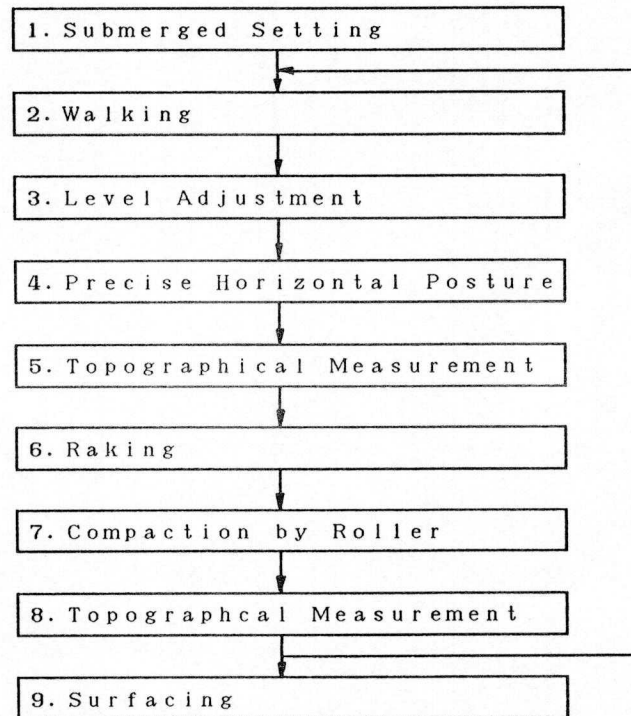 1. Submerged Setting
2. Walking
3. Level Adjustment
4. Precise Horizontal Posture
5. Topographical Measurement
6. Raking
7. Compaction by Roller
8. Topographcal Measurement
9. Surfacing